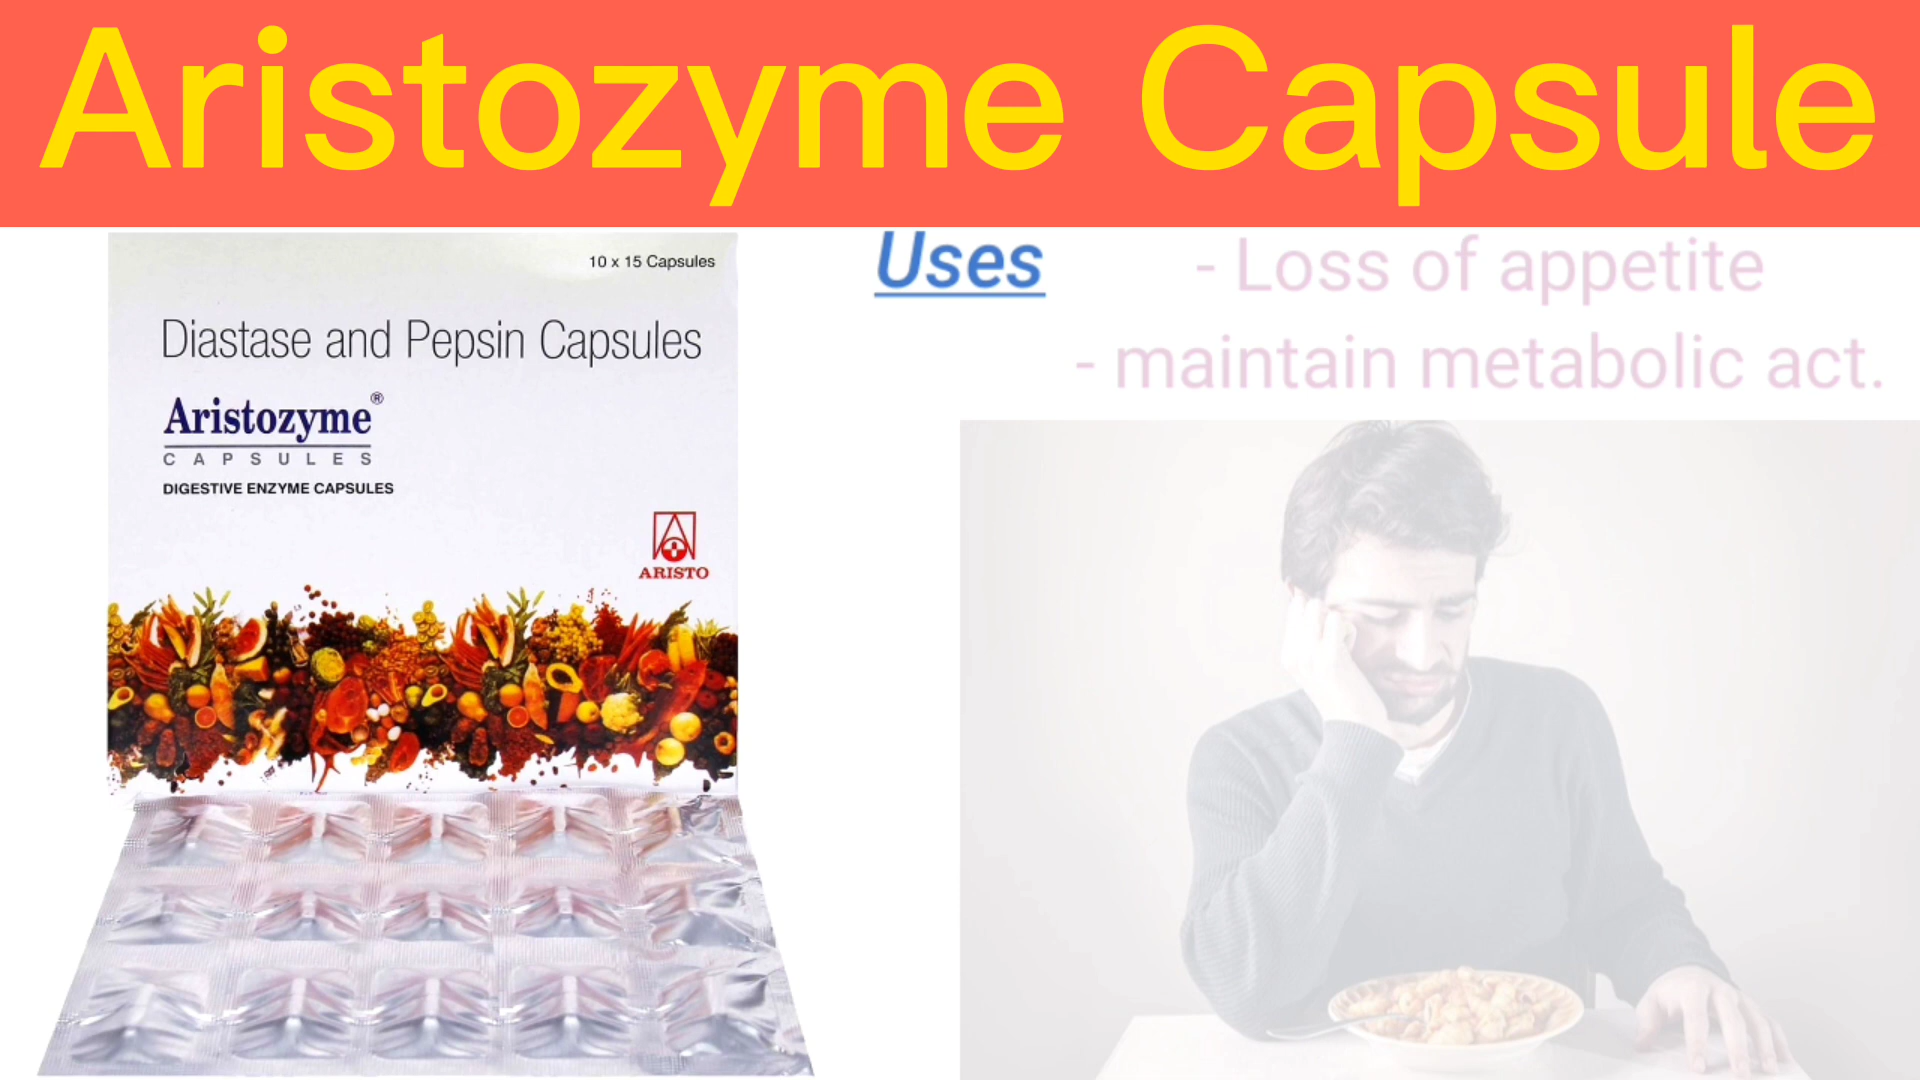 Aristozyme Capsule
10 x 15 Capsules
Diastase and Pepsin Capsules
Aristozyme®
CAPSULES
DIGESTIVE ENZYME CAPSULES
ARISTO
Uses
- Loss of appetite
- maintain metabolic act.